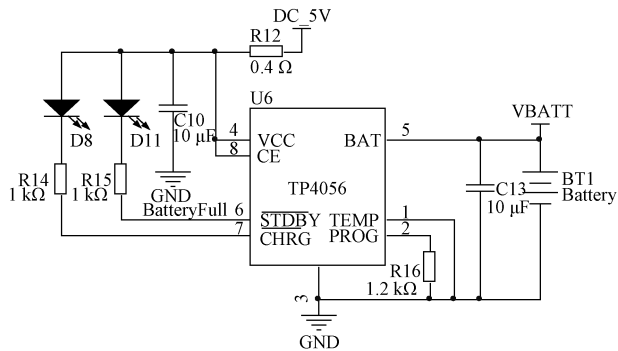 DC_5V
R12
0.4 Ω
U6
VBATT
D8
D11
C10
10 μF
4
VCC
BAT
5
8
CE
R14
1 kΩ
R15
1 kΩ
GND
TP4056
C13
10 μF
BT1
Battery
BatteryFull
6
STDBY
TEMP
1
7
CHRG
PROG
2
R16
1.2 kΩ
3
GND